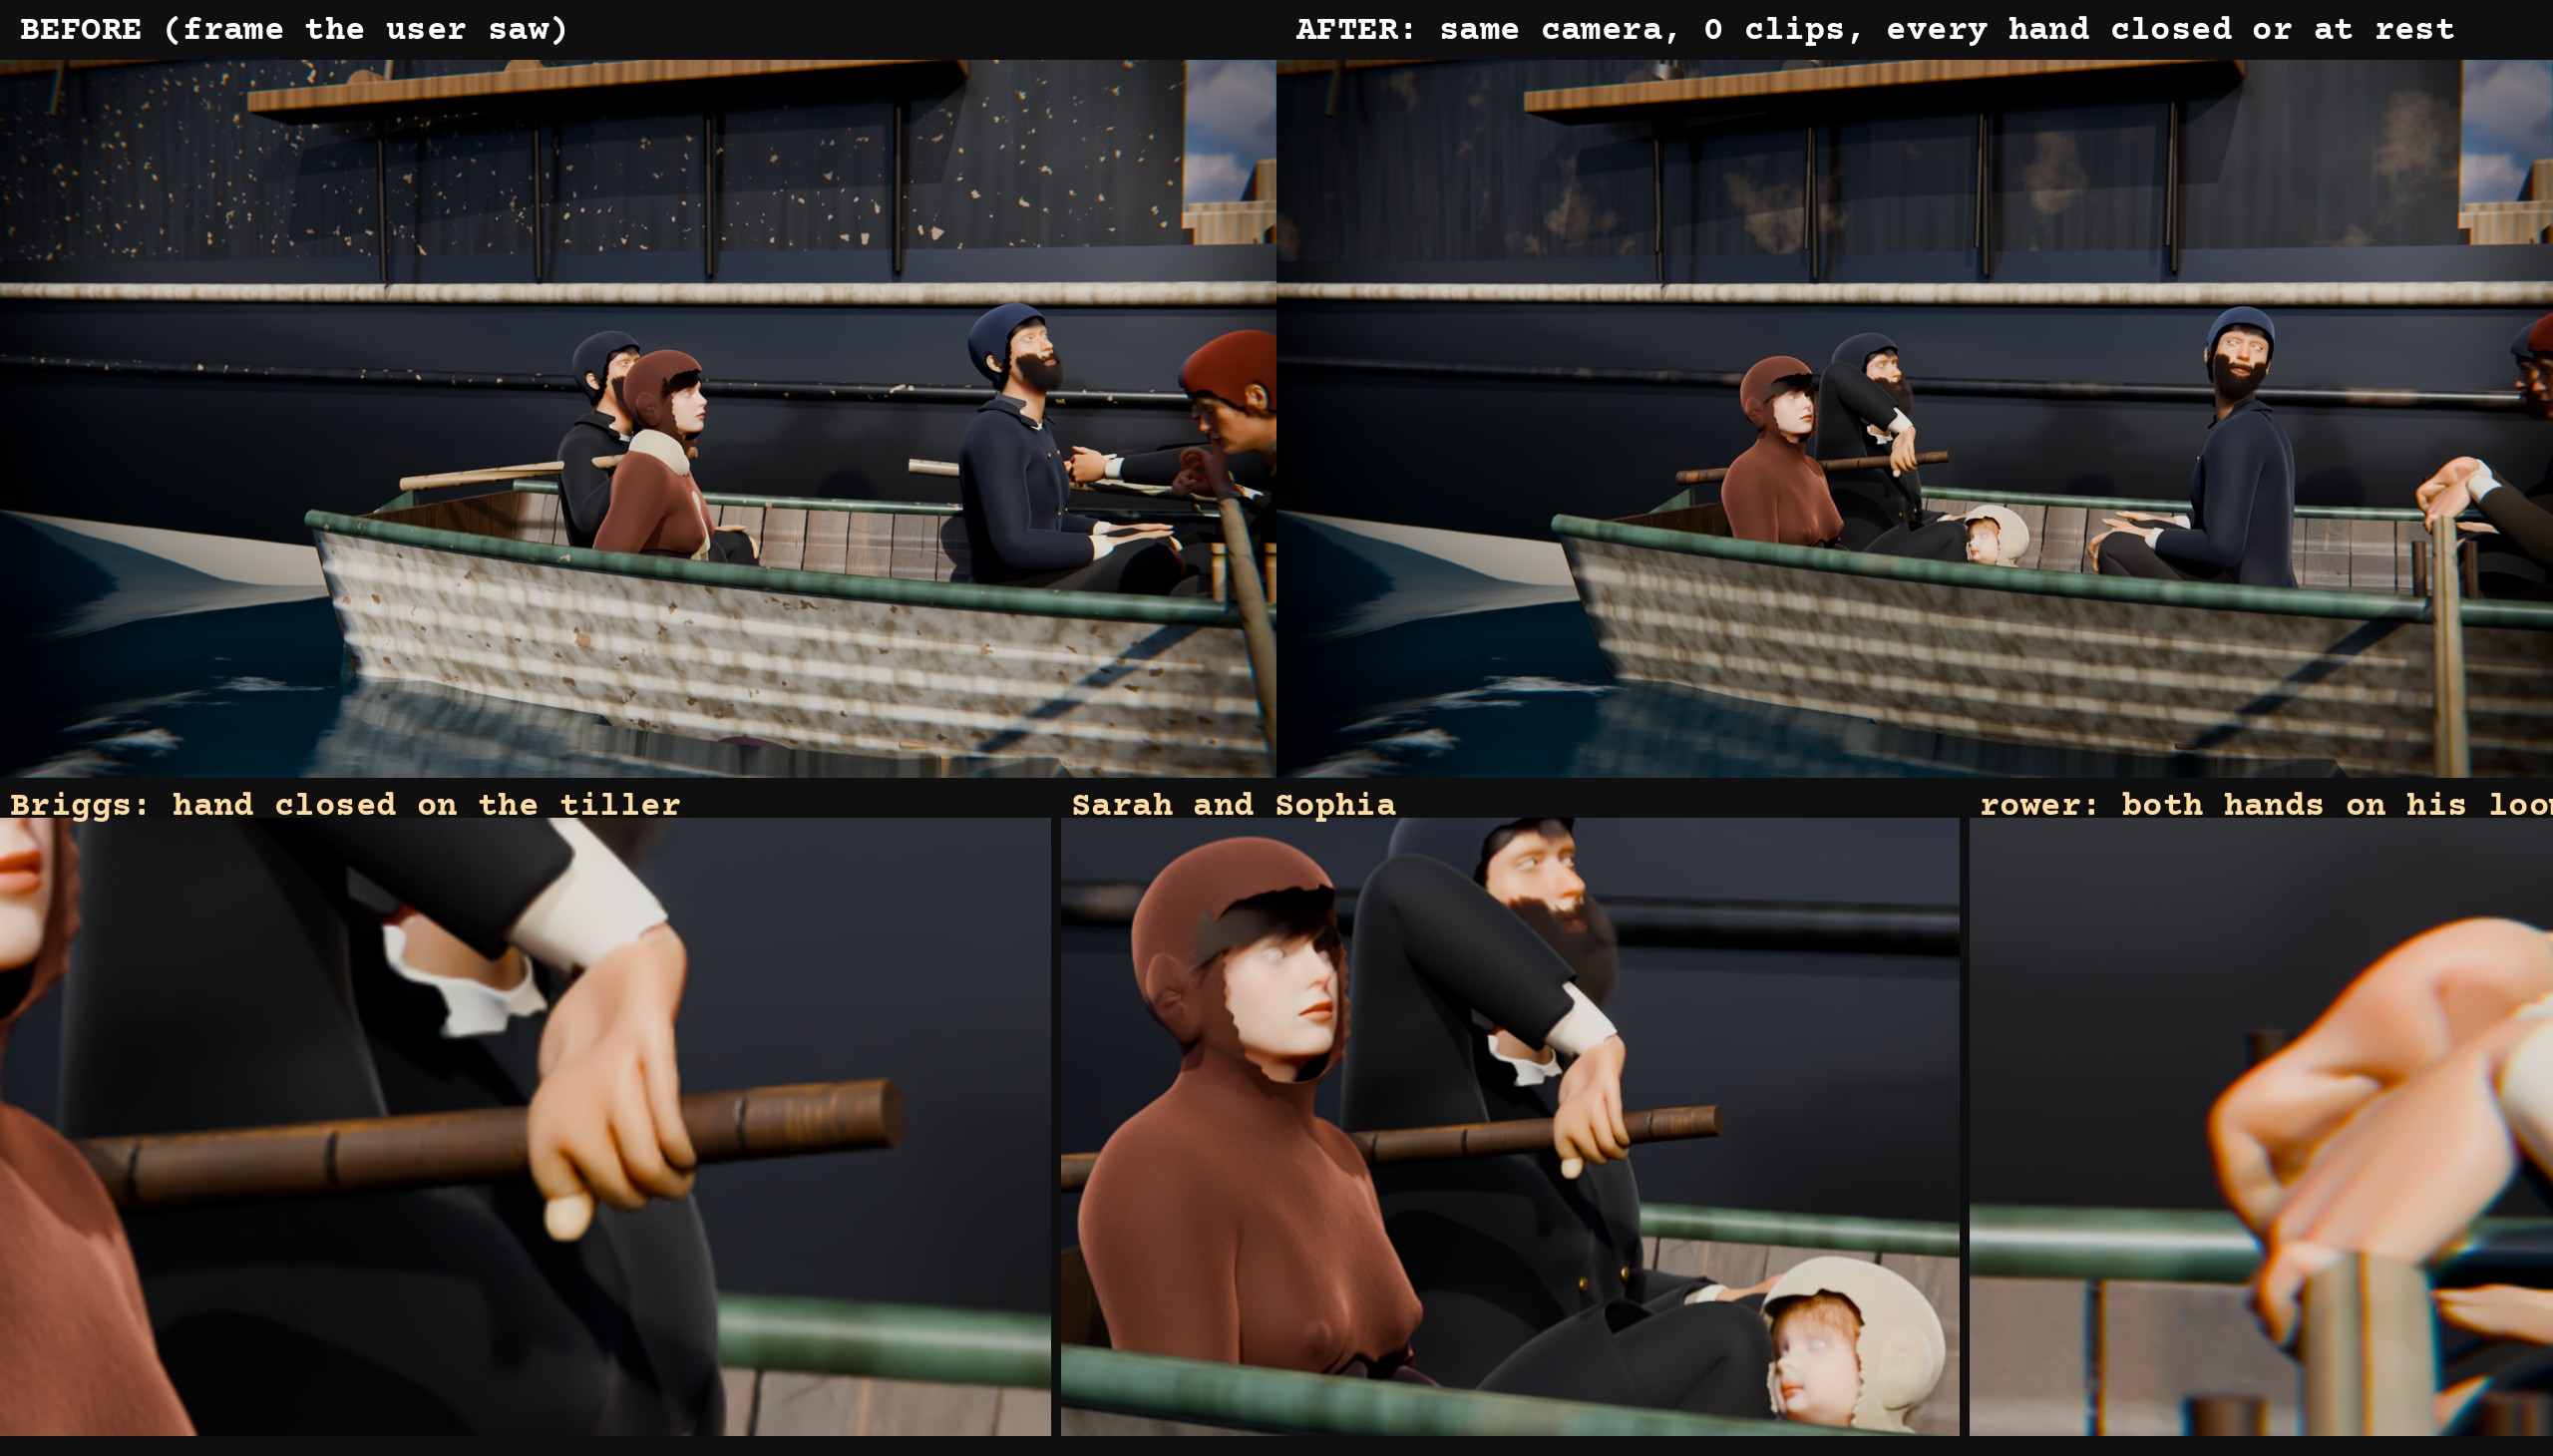 BEFORE (frame the user saw)
AFTER: same camera, 0 clips, every hand closed or at rest
Briggs: hand closed on the tiller
Sarah and Sophia
rower: both hands on his